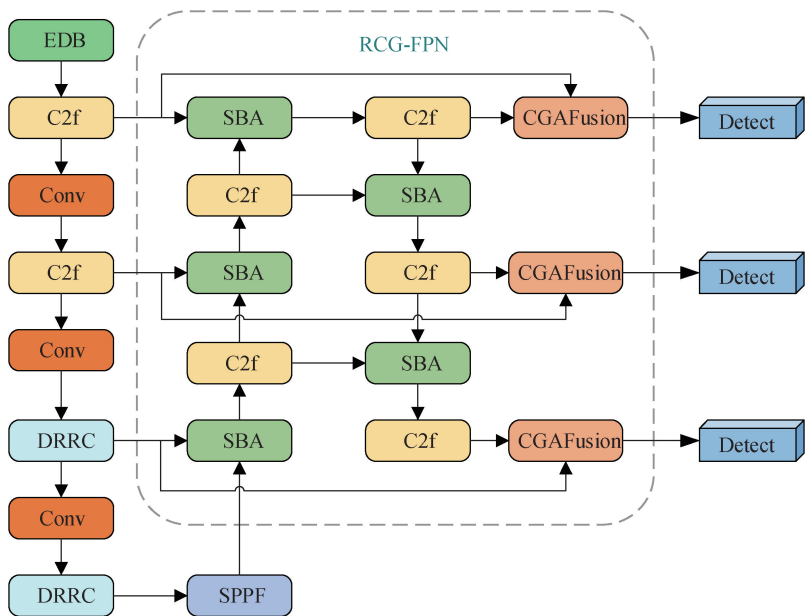 RCG-FPN
EDB
C2f
SBA
C2f
CGAFusion
Detect
Conv
C2f
SBA
C2f
SBA
C2f
CGAFusion
Detect
Conv
C2f
SBA
DRRC
SBA
C2f
CGAFusion
Detect
Conv
DRRC
SPPF